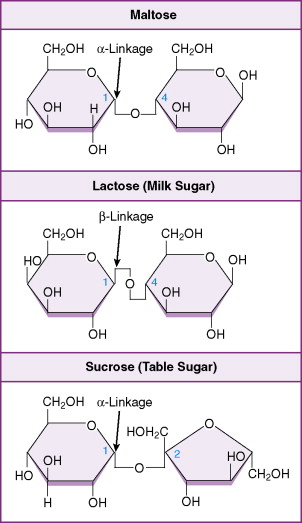 Maltose
CH₂OH α-Linkage CH₂OH
O O OH
1 4
OH H OH
HO O
OH OH
Lactose (Milk Sugar)
β-Linkage
CH₂OH CH₂OH
HO O O OH
1 O 4
OH OH
OH OH
Sucrose (Table Sugar)
CH₂OH α-Linkage
O HOH₂C O
1 2
OH HO
HO O CH₂OH
H OH OH